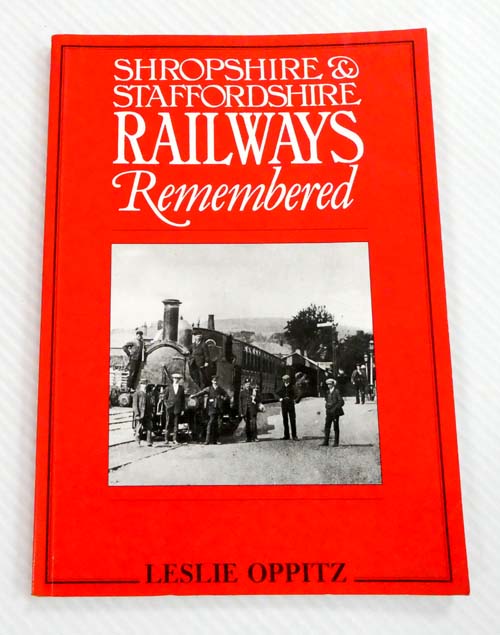 SHROPSHIRE &
STAFFORDSHIRE
RAILWAYS
Remembered
LESLIE OPPITZ